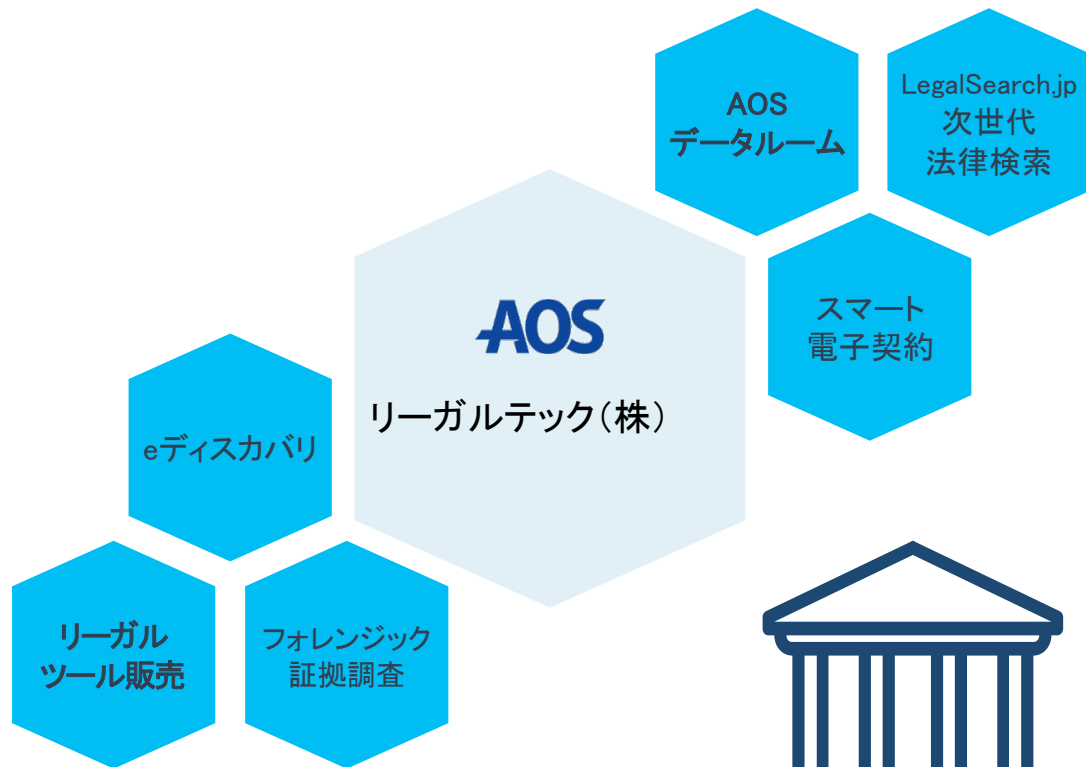 AOS
データルーム
LegalSearch.jp
次世代
法律検索
スマート
電子契約
AOS
リーガルテック（株）
eディスカバリ
リーガル
ツール販売
フォレンジック
証拠調査